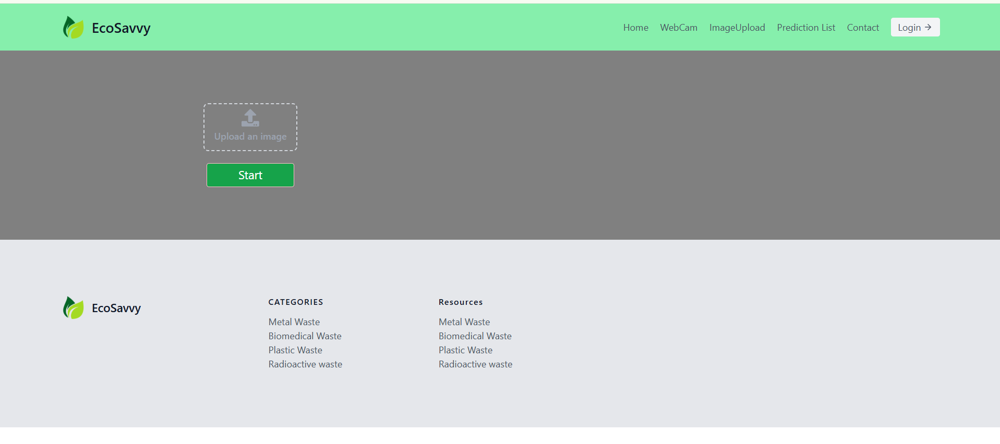 EcoSavvy
Home WebCam ImageUpload Prediction List Contact Login →
Upload an image
Start
EcoSavvy
CATEGORIES
Metal Waste
Biomedical Waste
Plastic Waste
Radioactive waste
Resources
Metal Waste
Biomedical Waste
Plastic Waste
Radioactive waste